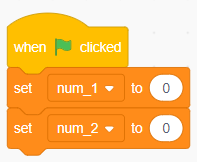 when clicked
set num_1 to 0
set num_2 to 0